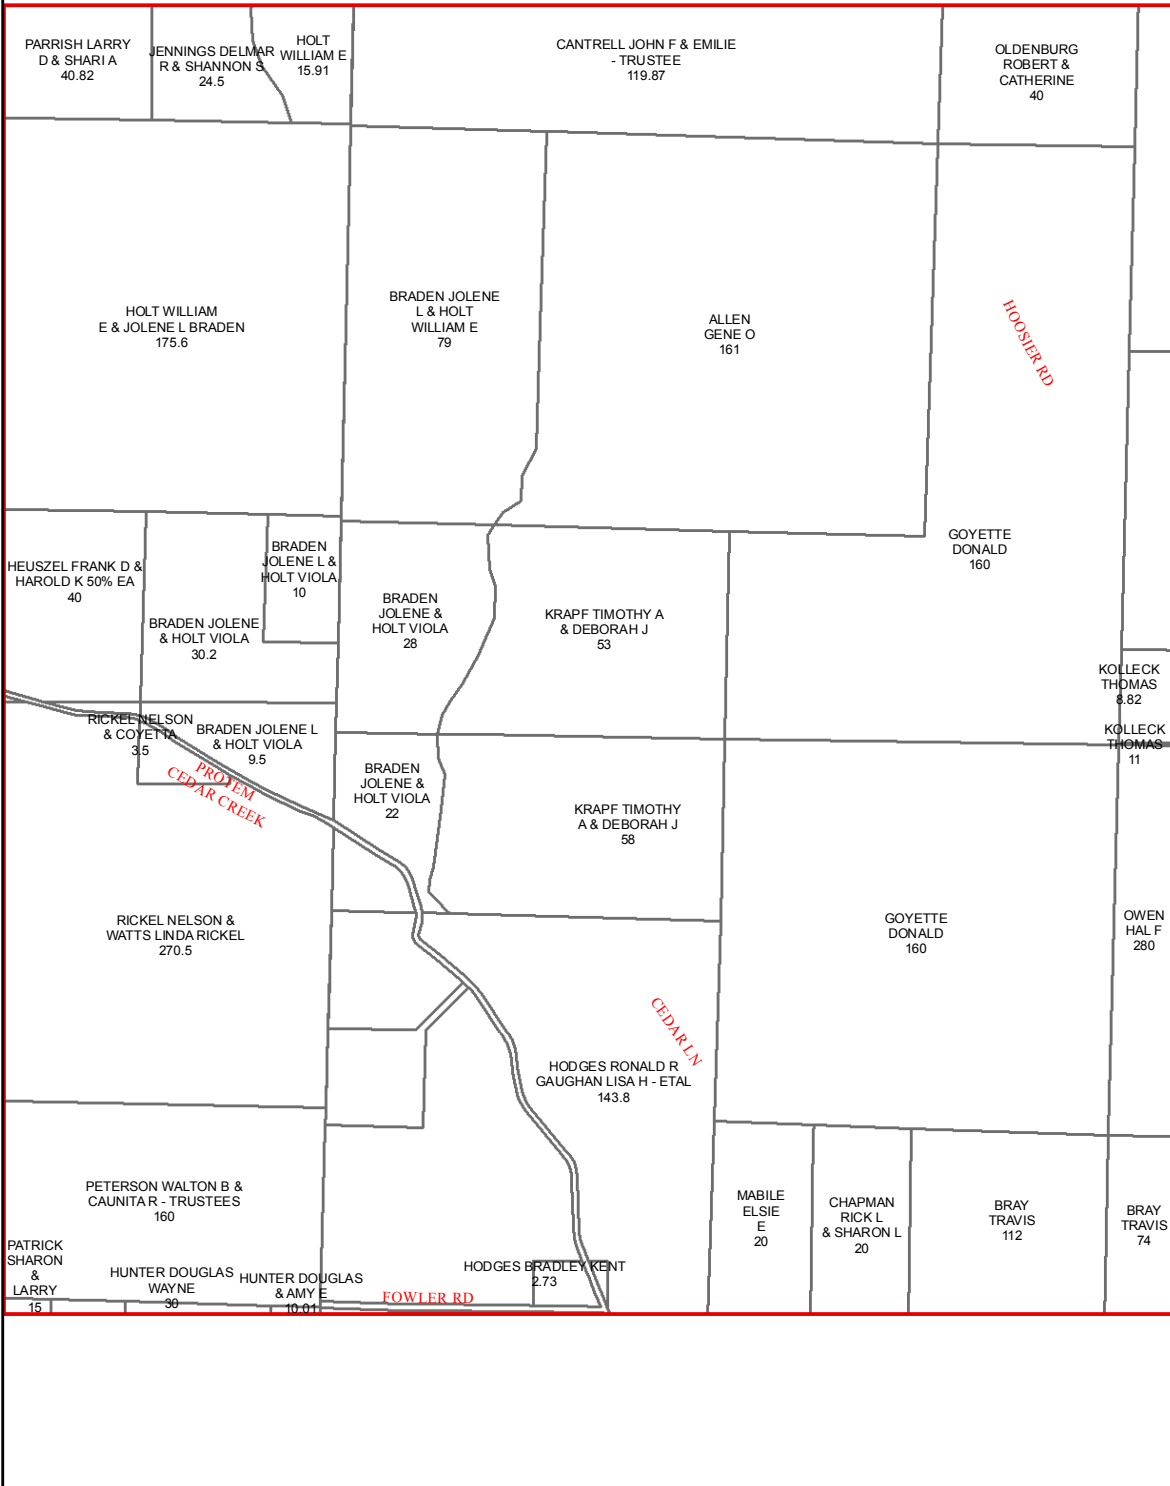 PARRISH LARRY
D & SHARI A
40.82
JENNINGS DELMAR
R & SHANNON S
24.5
HOLT
WILLIAM E
15.91
CANTRELL JOHN F & EMILIE
- TRUSTEE
119.87
OLDENBURG
ROBERT &
CATHERINE
40
HOLT WILLIAM
E & JOLENE L BRADEN
175.6
BRADEN JOLENE
L & HOLT
WILLIAM E
79
ALLEN
GENE O
161
HOOSIER RD
GOYETTE
DONALD
160
HEUSZEL FRANK D &
HAROLD K 50% EA
40
BRADEN JOLENE
& HOLT VIOLA
30.2
BRADEN
JOLENE L &
HOLT VIOLA
10
BRADEN
JOLENE &
HOLT VIOLA
28
KRAPF TIMOTHY A
& DEBORAH J
53
KOLLECK
THOMAS
8.82
KOLLECK
THOMAS
11
RICKEL NELSON
& COYETTA
3.5
BRADEN JOLENE L
& HOLT VIOLA
9.5
PROTEM
CEDAR CREEK
BRADEN
JOLENE &
HOLT VIOLA
22
KRAPF TIMOTHY
A & DEBORAH J
58
RICKEL NELSON &
WATTS LINDA RICKEL
270.5
GOYETTE
DONALD
160
OWEN
HAL F
280
CEDAR LN
HODGES RONALD R
GAUGHAN LISA H - ETAL
143.8
PETERSON WALTON B &
CAUNITA R - TRUSTEES
160
MABILE
ELSIE
E
20
CHAPMAN
RICK L
& SHARON L
20
BRAY
TRAVIS
112
BRAY
TRAVIS
74
PATRICK
SHARON
&
LARRY
15
HUNTER DOUGLAS
WAYNE
30
HUNTER DOUGLAS
& AMY E
10.01
FOWLER RD
HODGES BRADLEY KENT
2.73